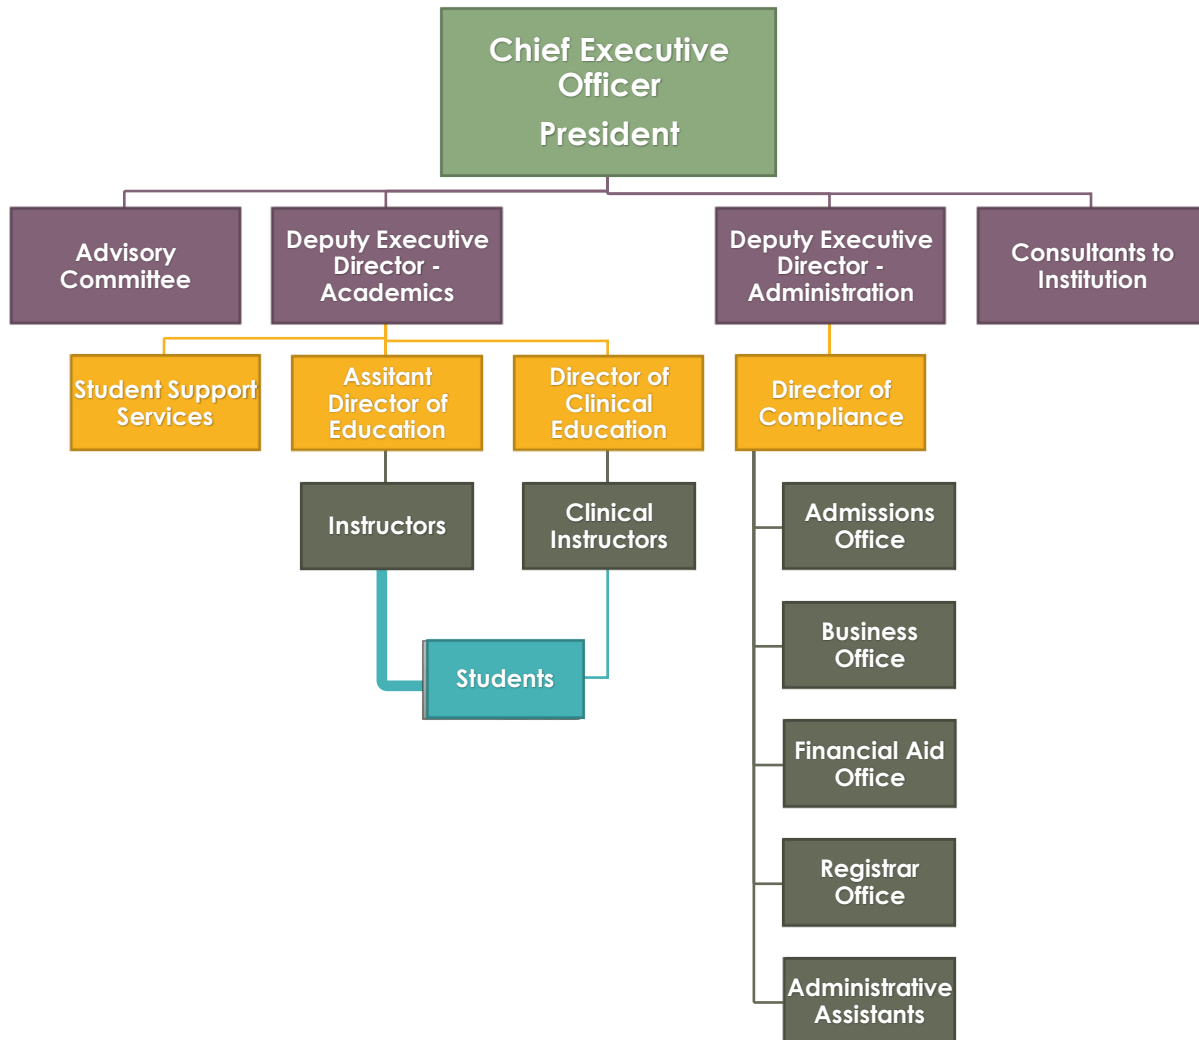 Chief Executive
Officer
President
Advisory
Committee
Deputy Executive
Director -
Academics
Deputy Executive
Director -
Administration
Consultants to
Institution
Student Support
Services
Assitant
Director of
Education
Director of
Clinical
Education
Director of
Compliance
Instructors
Clinical
Instructors
Admissions
Office
Business
Office
Students
Financial Aid
Office
Registrar
Office
Administrative
Assistants